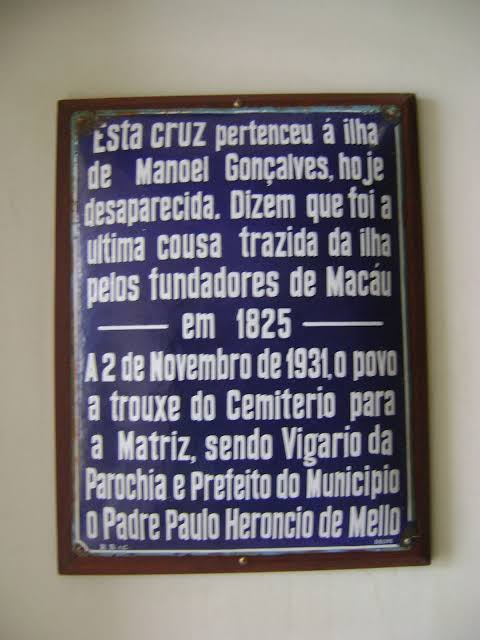 Esta cruz pertenceu á ilha
de Manoel Gonçalves, hoje
desaparecida. Dizem que foi a
ultima cousa trazida da ilha
pelos fundadores de Macáu
em 1825
A 2 de Novembro de 1931, o povo
a trouxe do Cemiterio para
a Matriz, sendo Vigario da
Parochia e Prefeito do Municipio
o Padre Paulo Heroncio de Mello